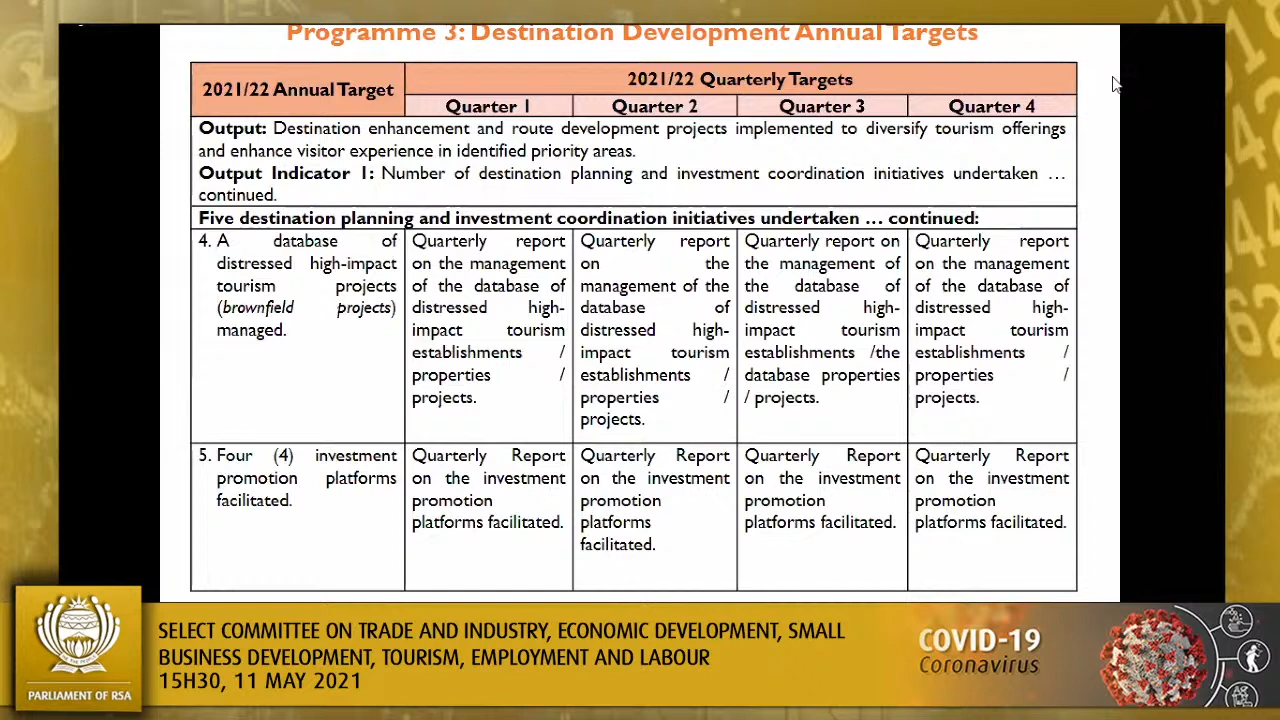 Programme 3: Destination Development Annual Targets
2021/22 Annual Target
2021/22 Quarterly Targets
Quarter 1
Quarter 2
Quarter 3
Quarter 4
Output: Destination enhancement and route development projects implemented to diversify tourism offerings
and enhance visitor experience in identified priority areas.
Output Indicator 1: Number of destination planning and investment coordination initiatives undertaken …
continued.
Five destination planning and investment coordination initiatives undertaken … continued:
4. A database of
distressed high-impact
tourism projects
(brownfield projects)
managed.
Quarterly report
on the management
of the database of
distressed high-
impact tourism
establishments /
properties /
projects.
Quarterly report
on the
management of the
database of
distressed high-
impact tourism
establishments /
properties /
projects.
Quarterly report on
the management of
the database of
distressed high-
impact tourism
establishments /the
database properties
/ projects.
Quarterly report
on the management
of the database of
distressed high-
impact tourism
establishments /
properties /
projects.
5. Four (4) investment
promotion platforms
facilitated.
Quarterly Report
on the investment
promotion
platforms facilitated.
Quarterly Report
on the investment
promotion
platforms
facilitated.
Quarterly Report
on the investment
promotion
platforms facilitated.
Quarterly Report
on the investment
promotion
platforms facilitated.
PARLIAMENT OF RSA
SELECT COMMITTEE ON TRADE AND INDUSTRY, ECONOMIC DEVELOPMENT, SMALL
BUSINESS DEVELOPMENT, TOURISM, EMPLOYMENT AND LABOUR
15H30, 11 MAY 2021
COVID-19
Coronavirus